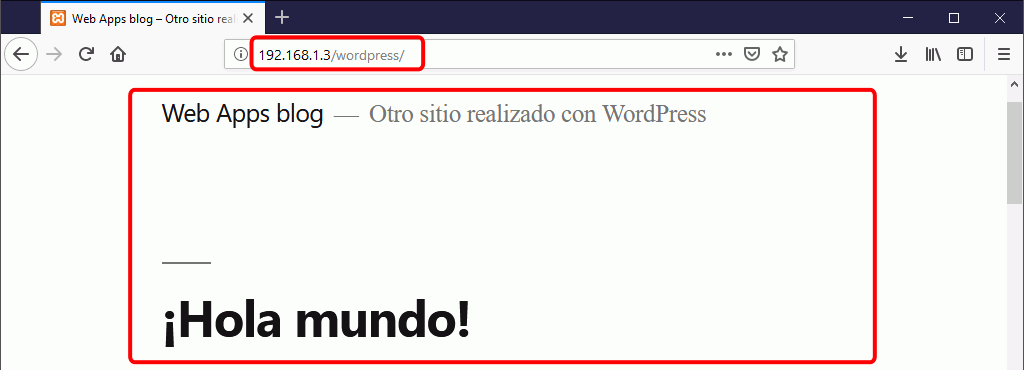 Web Apps blog – Otro sitio real
192.168.1.3/wordpress/
Web Apps blog — Otro sitio realizado con WordPress
¡Hola mundo!